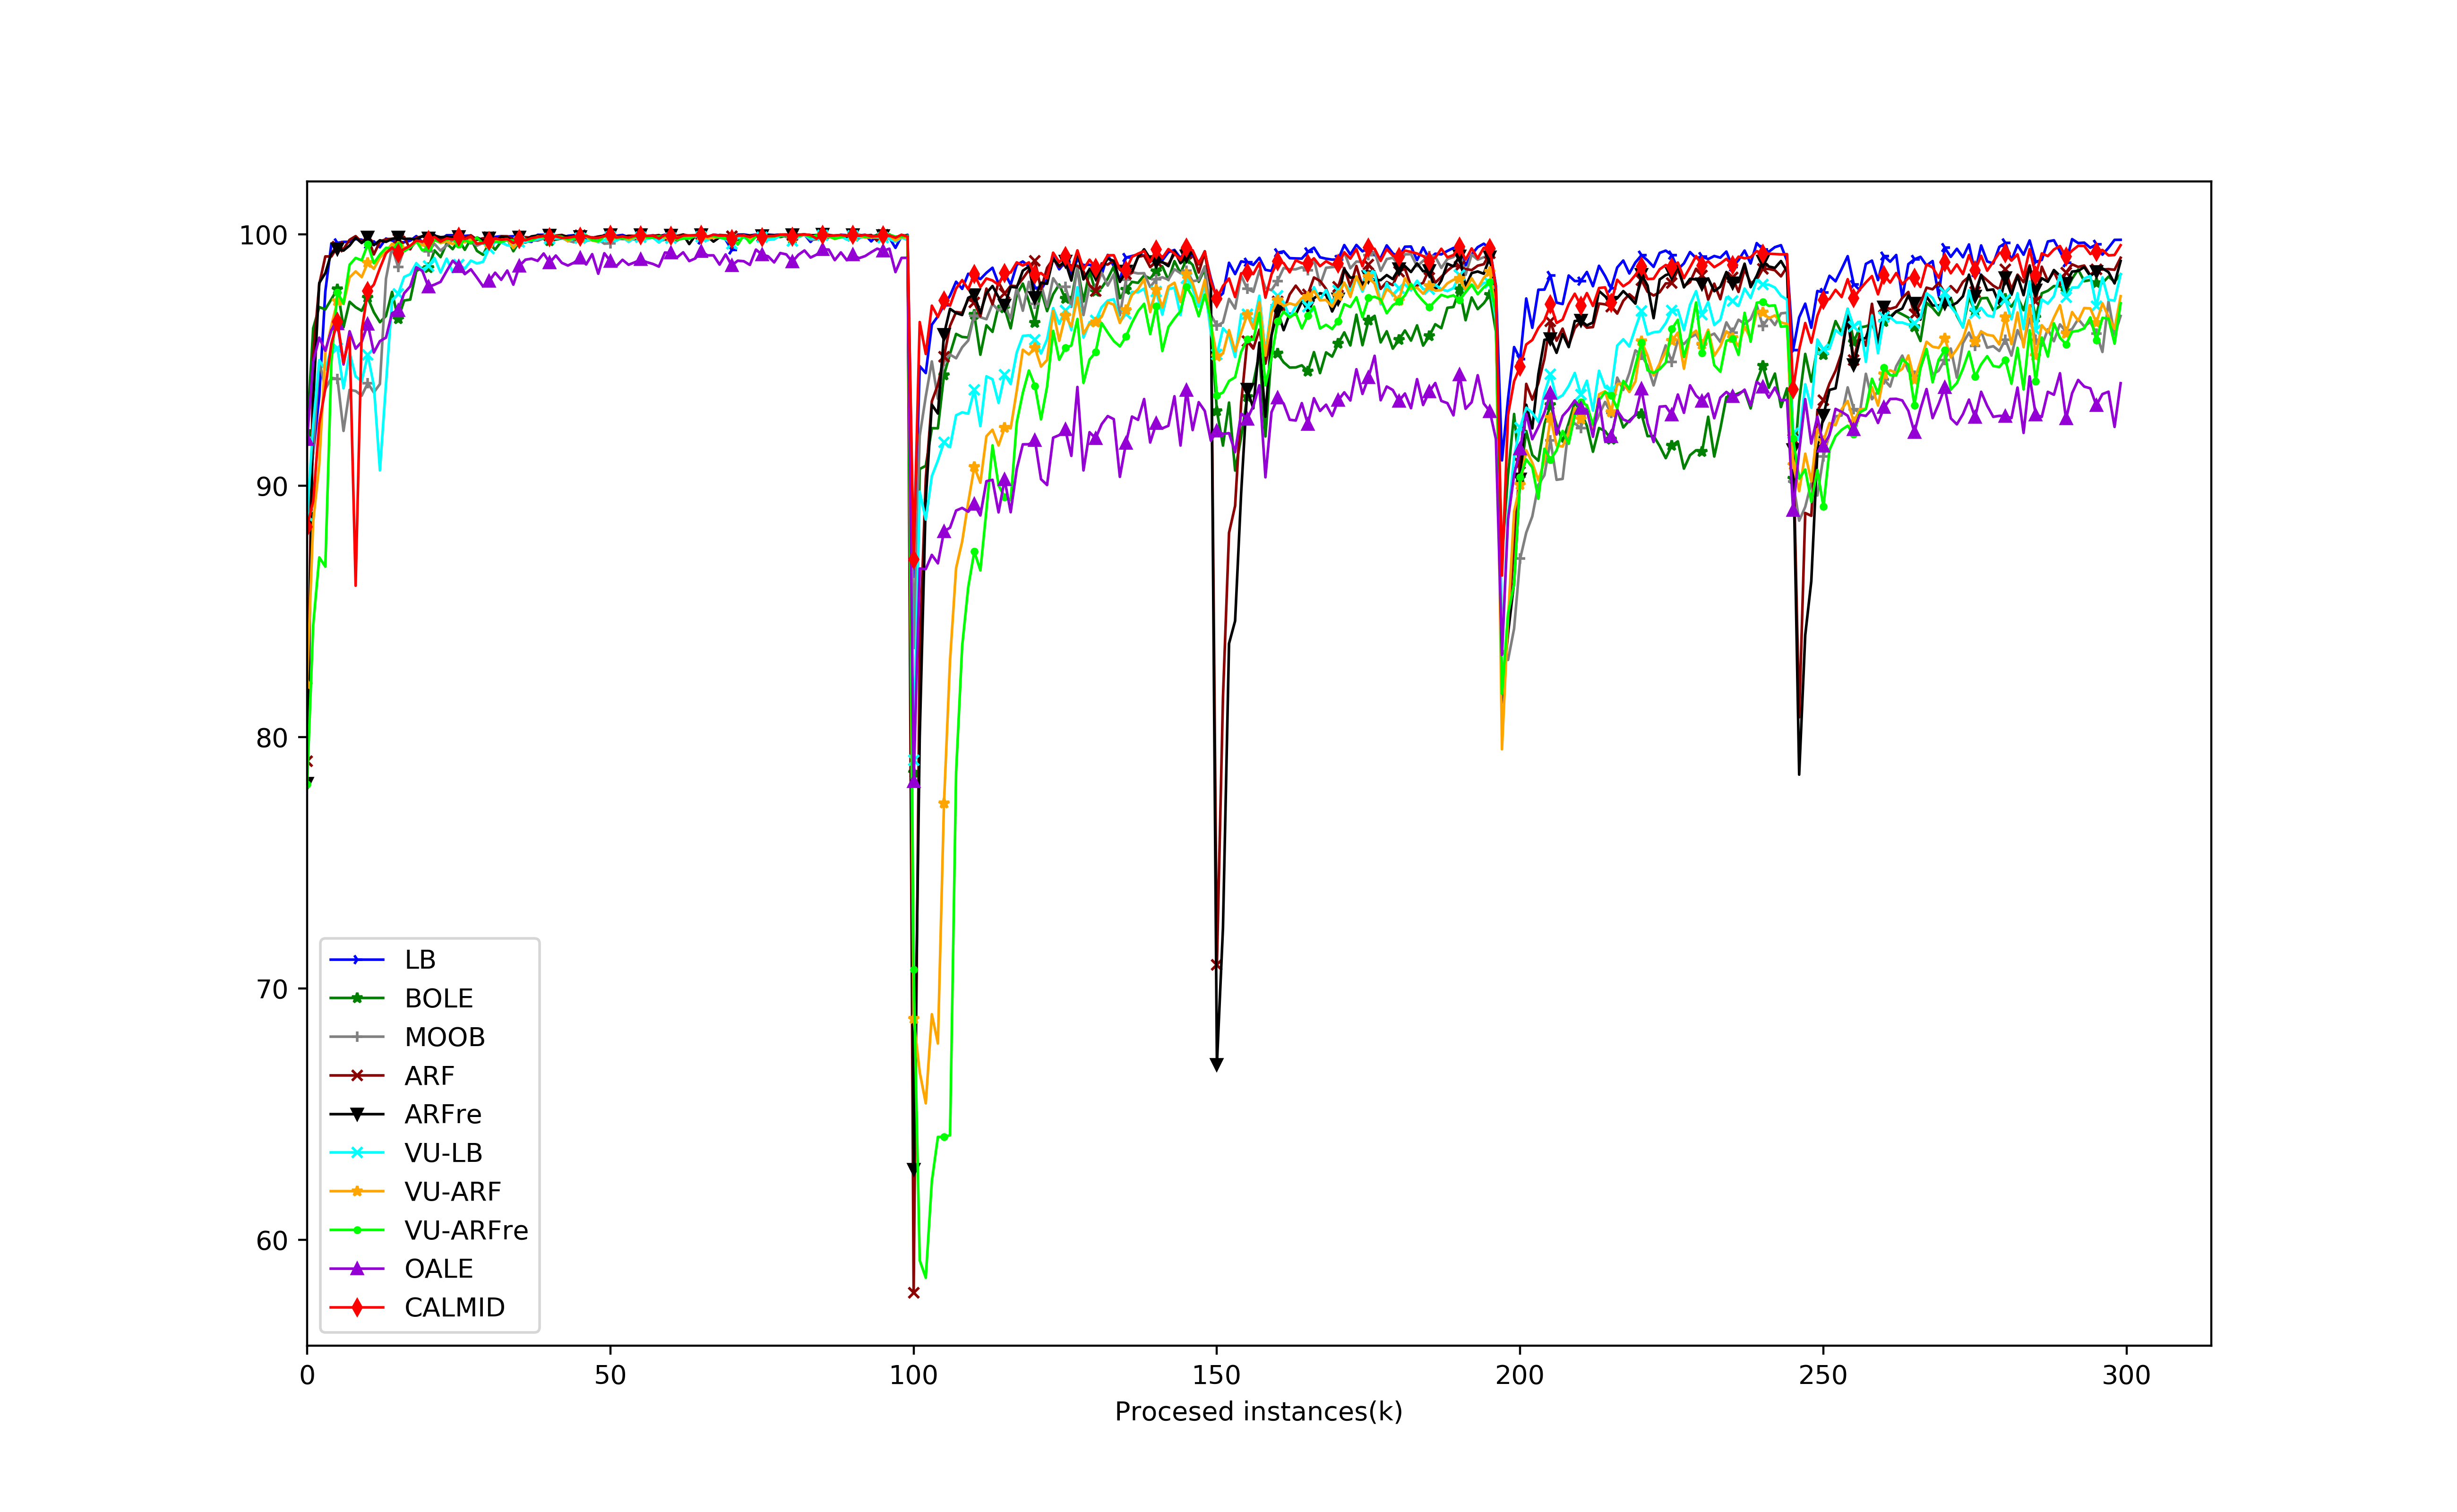 100
90
80
70
60
LB
BOLE
MOOB
ARF
ARFre
VU-LB
VU-ARF
VU-ARFre
OALE
CALMID
0 50 100 150 200 250 300
Procesed instances(k)